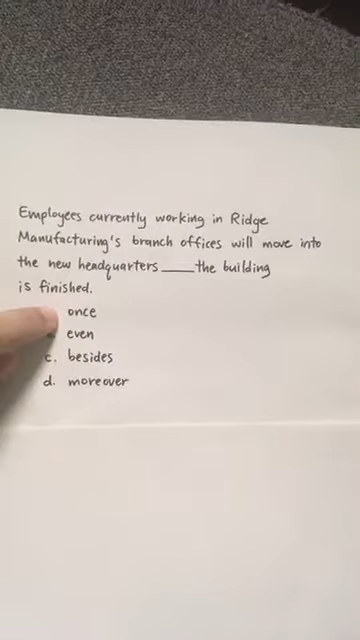 Employees currently working in Ridge
Manufacturing's branch offices will move into
the new headquarters ____ the building
is finished.
once
even
c. besides
d. moreover